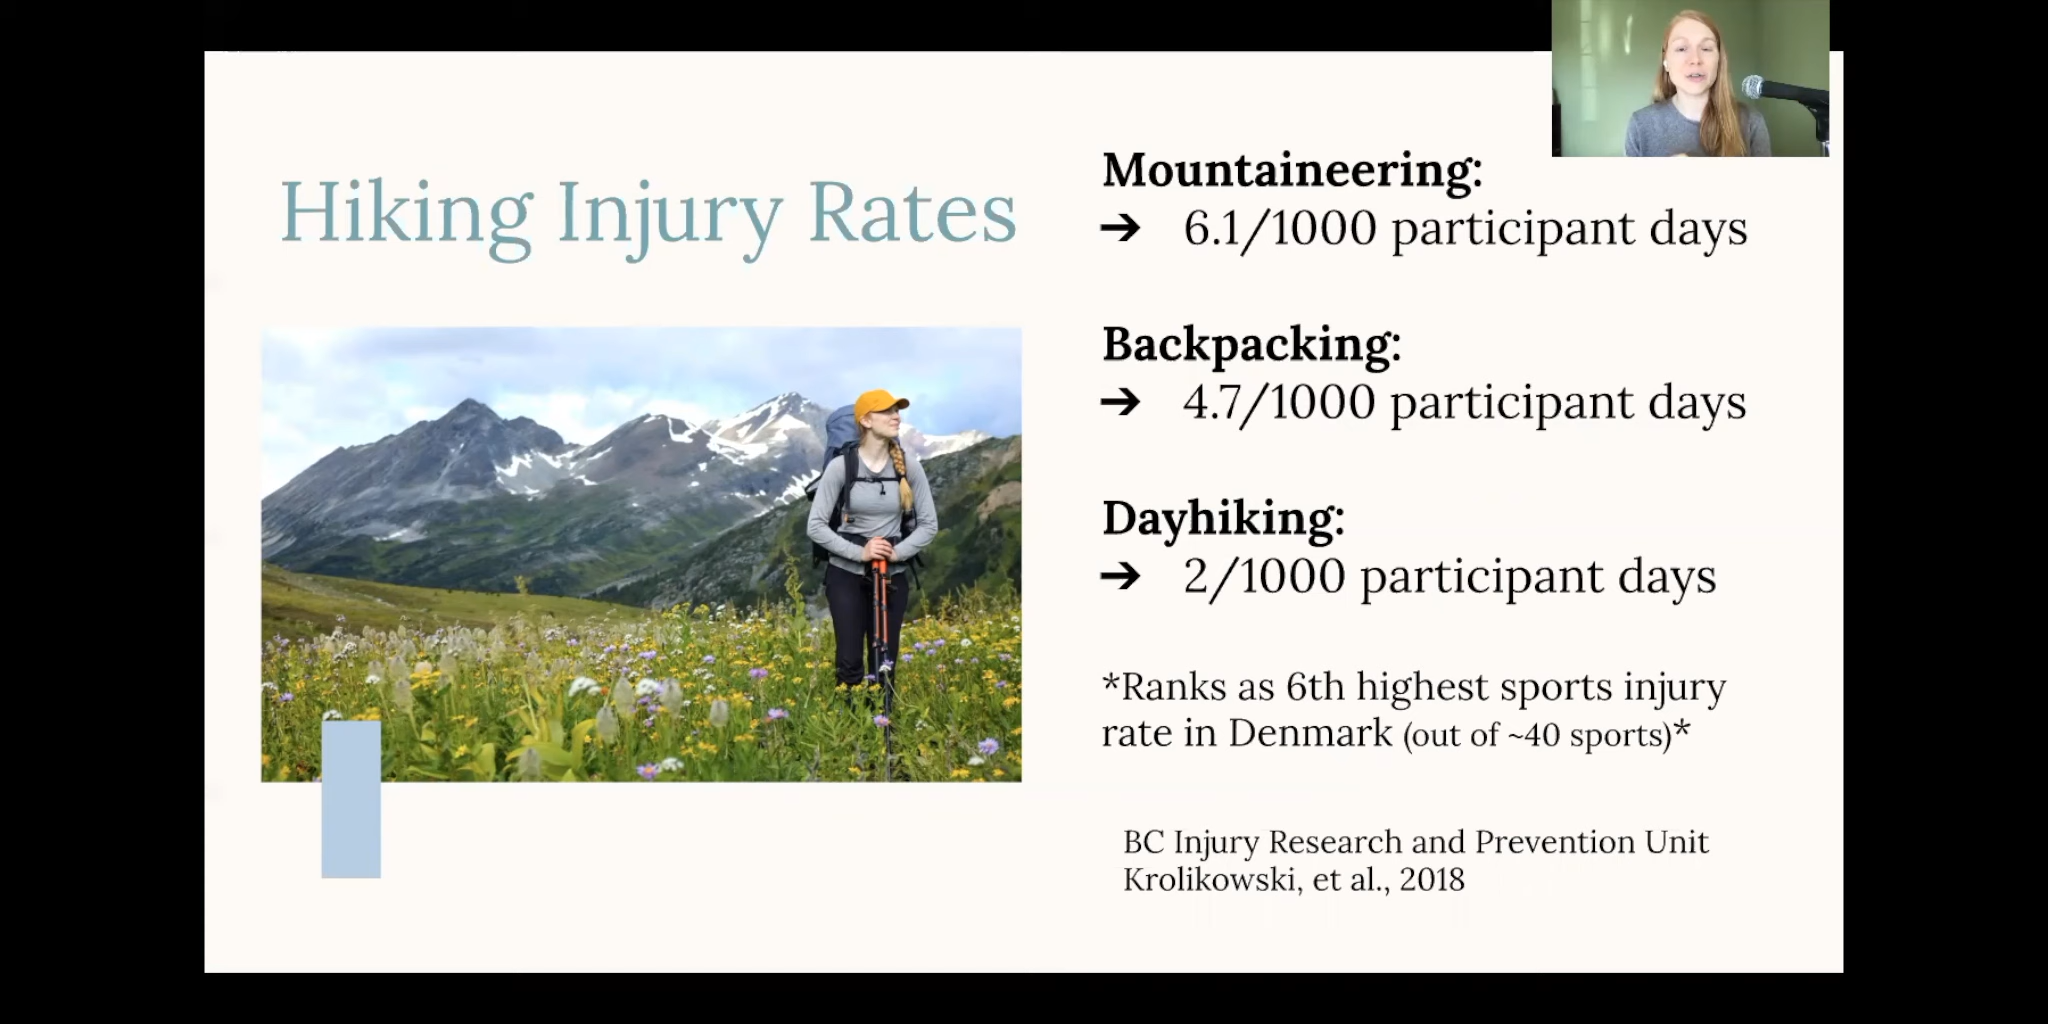 Hiking Injury Rates
Mountaineering:
➔ 6.1/1000 participant days
Backpacking:
➔ 4.7/1000 participant days
Dayhiking:
➔ 2/1000 participant days
*Ranks as 6th highest sports injury
rate in Denmark (out of ~40 sports)*
BC Injury Research and Prevention Unit
Krolikowski, et al., 2018